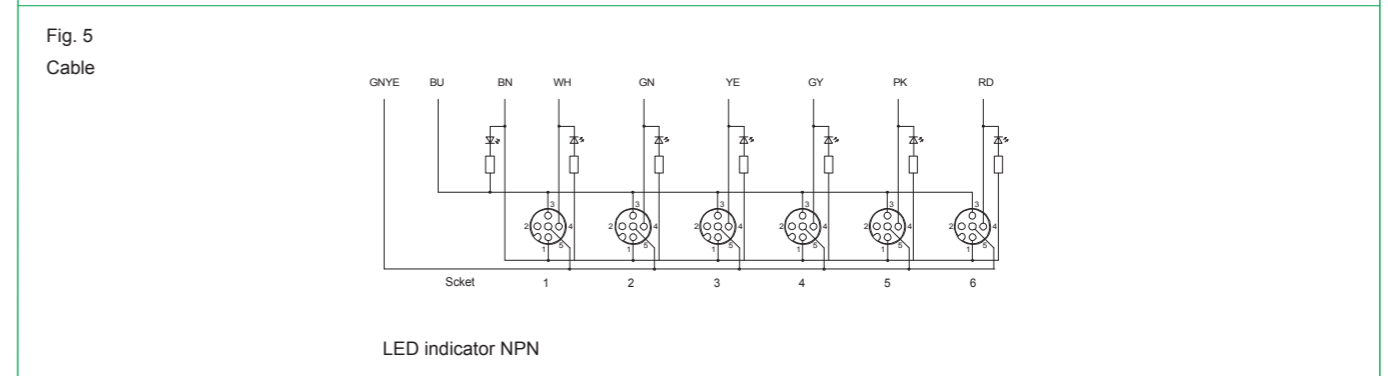 Fig. 5
Cable
GNYE BU BN WH GN YE GY PK RD
3 3 3 3 3 3
2 4 2 4 2 4 2 4 2 4 2 4
1 5 1 5 1 5 1 5 1 5 1 5
Scket 1 2 3 4 5 6
LED indicator NPN